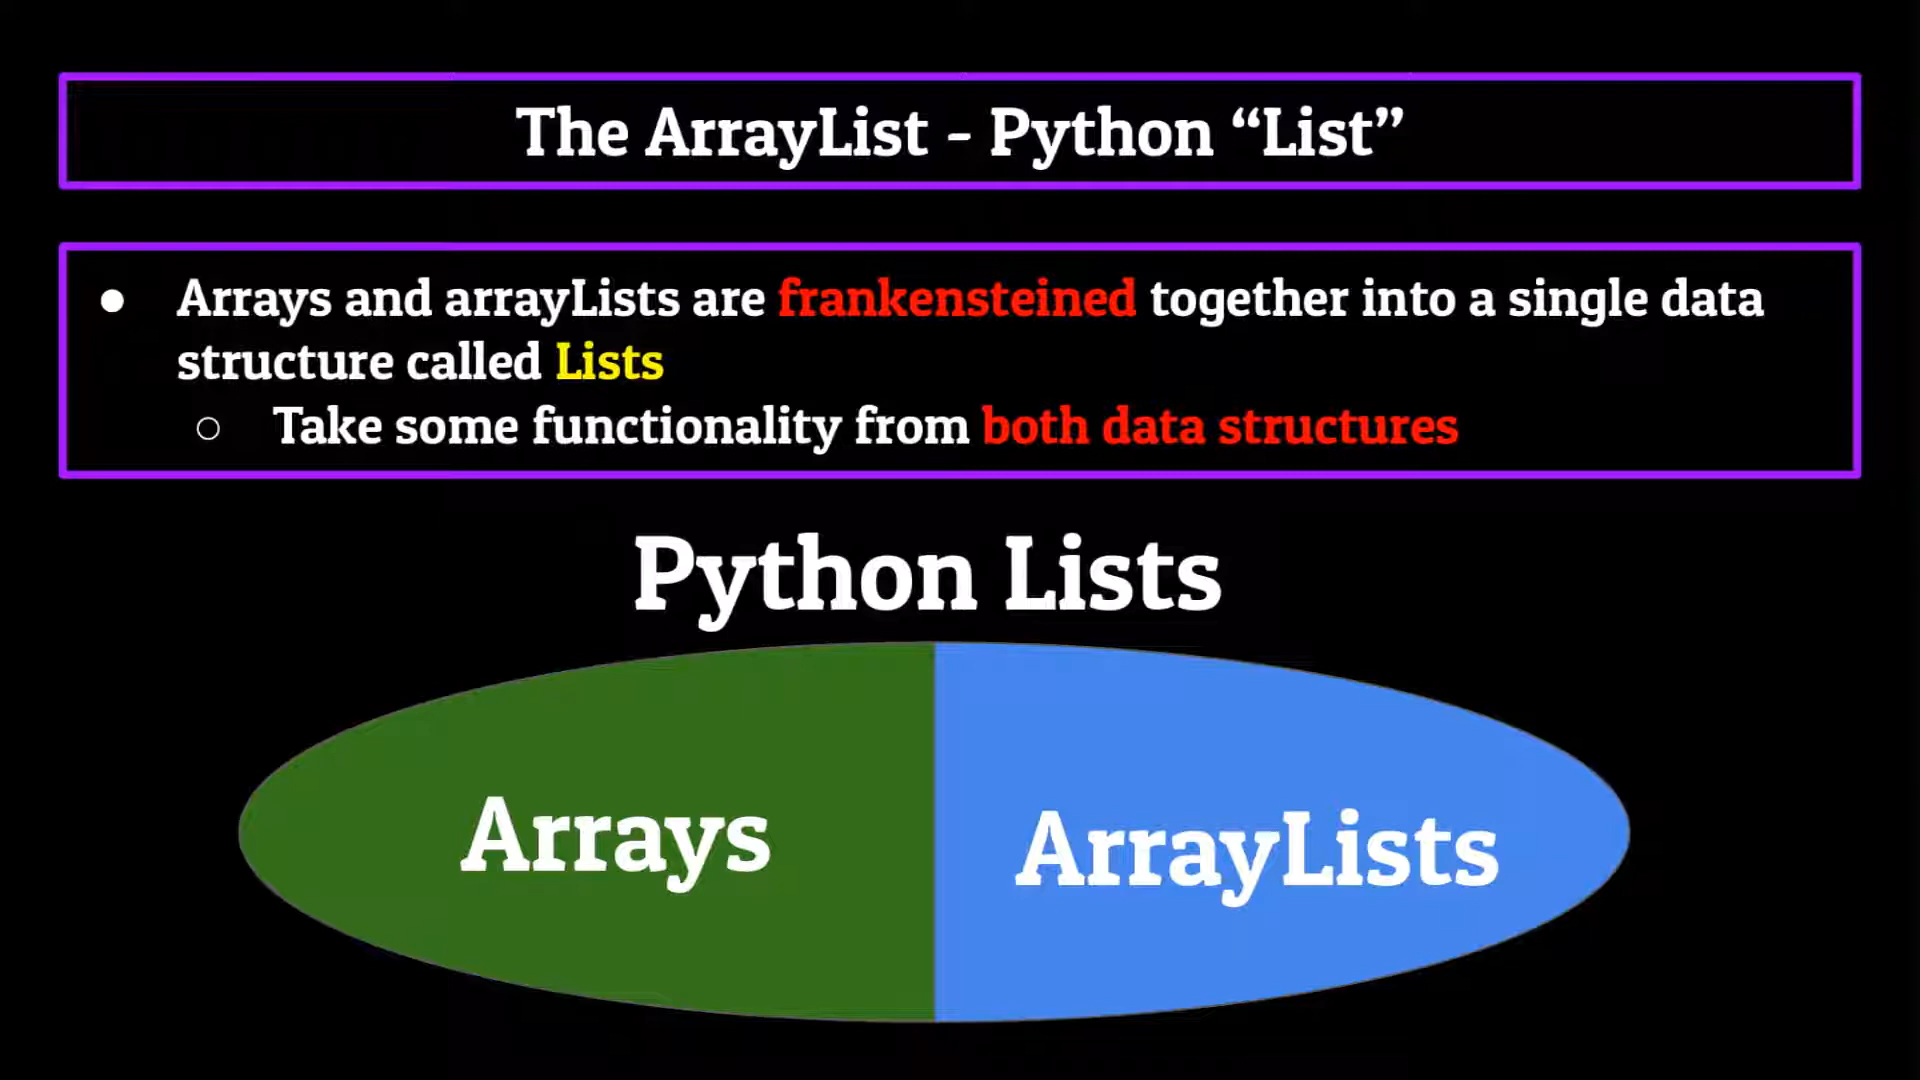 The ArrayList - Python “List”
● Arrays and arrayLists are frankensteined together into a single data
structure called Lists
○ Take some functionality from both data structures
Python Lists
Arrays
ArrayLists